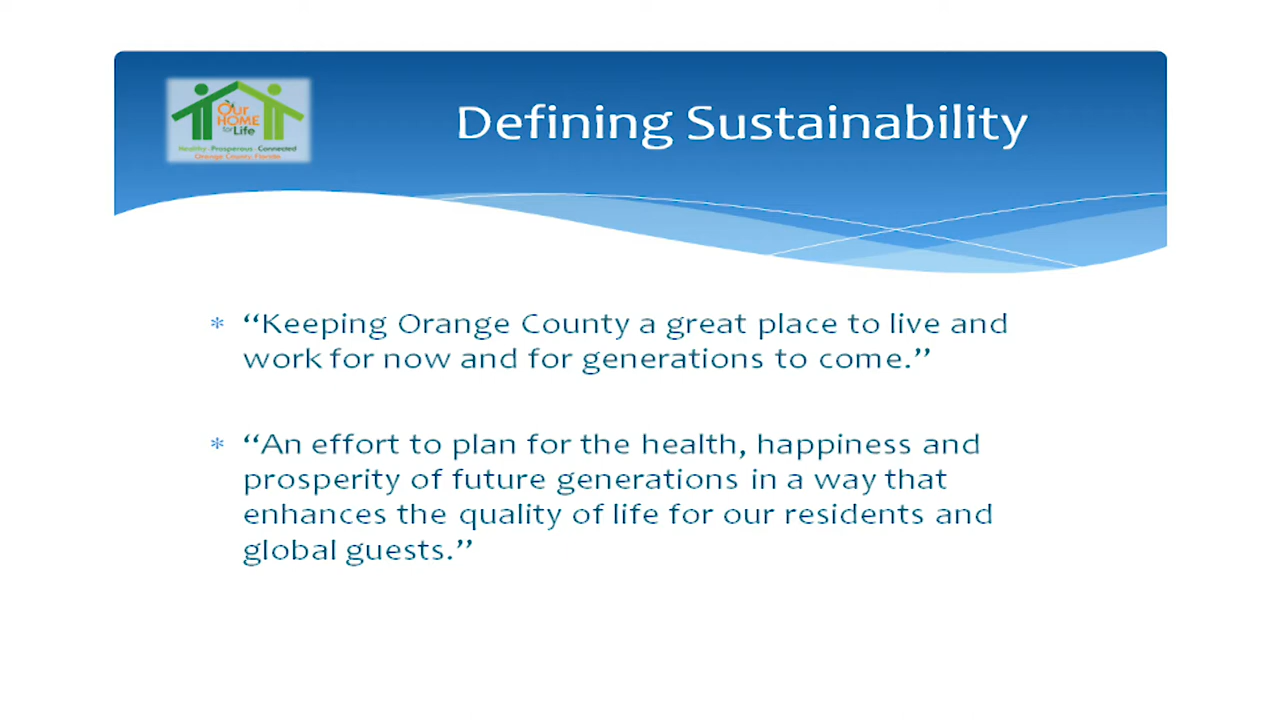 Our
HOME
for Life
Healthy · Prosperous · Connected
Orange County, Florida
Defining Sustainability
* “Keeping Orange County a great place to live and
work for now and for generations to come.”
* “An effort to plan for the health, happiness and
prosperity of future generations in a way that
enhances the quality of life for our residents and
global guests.”